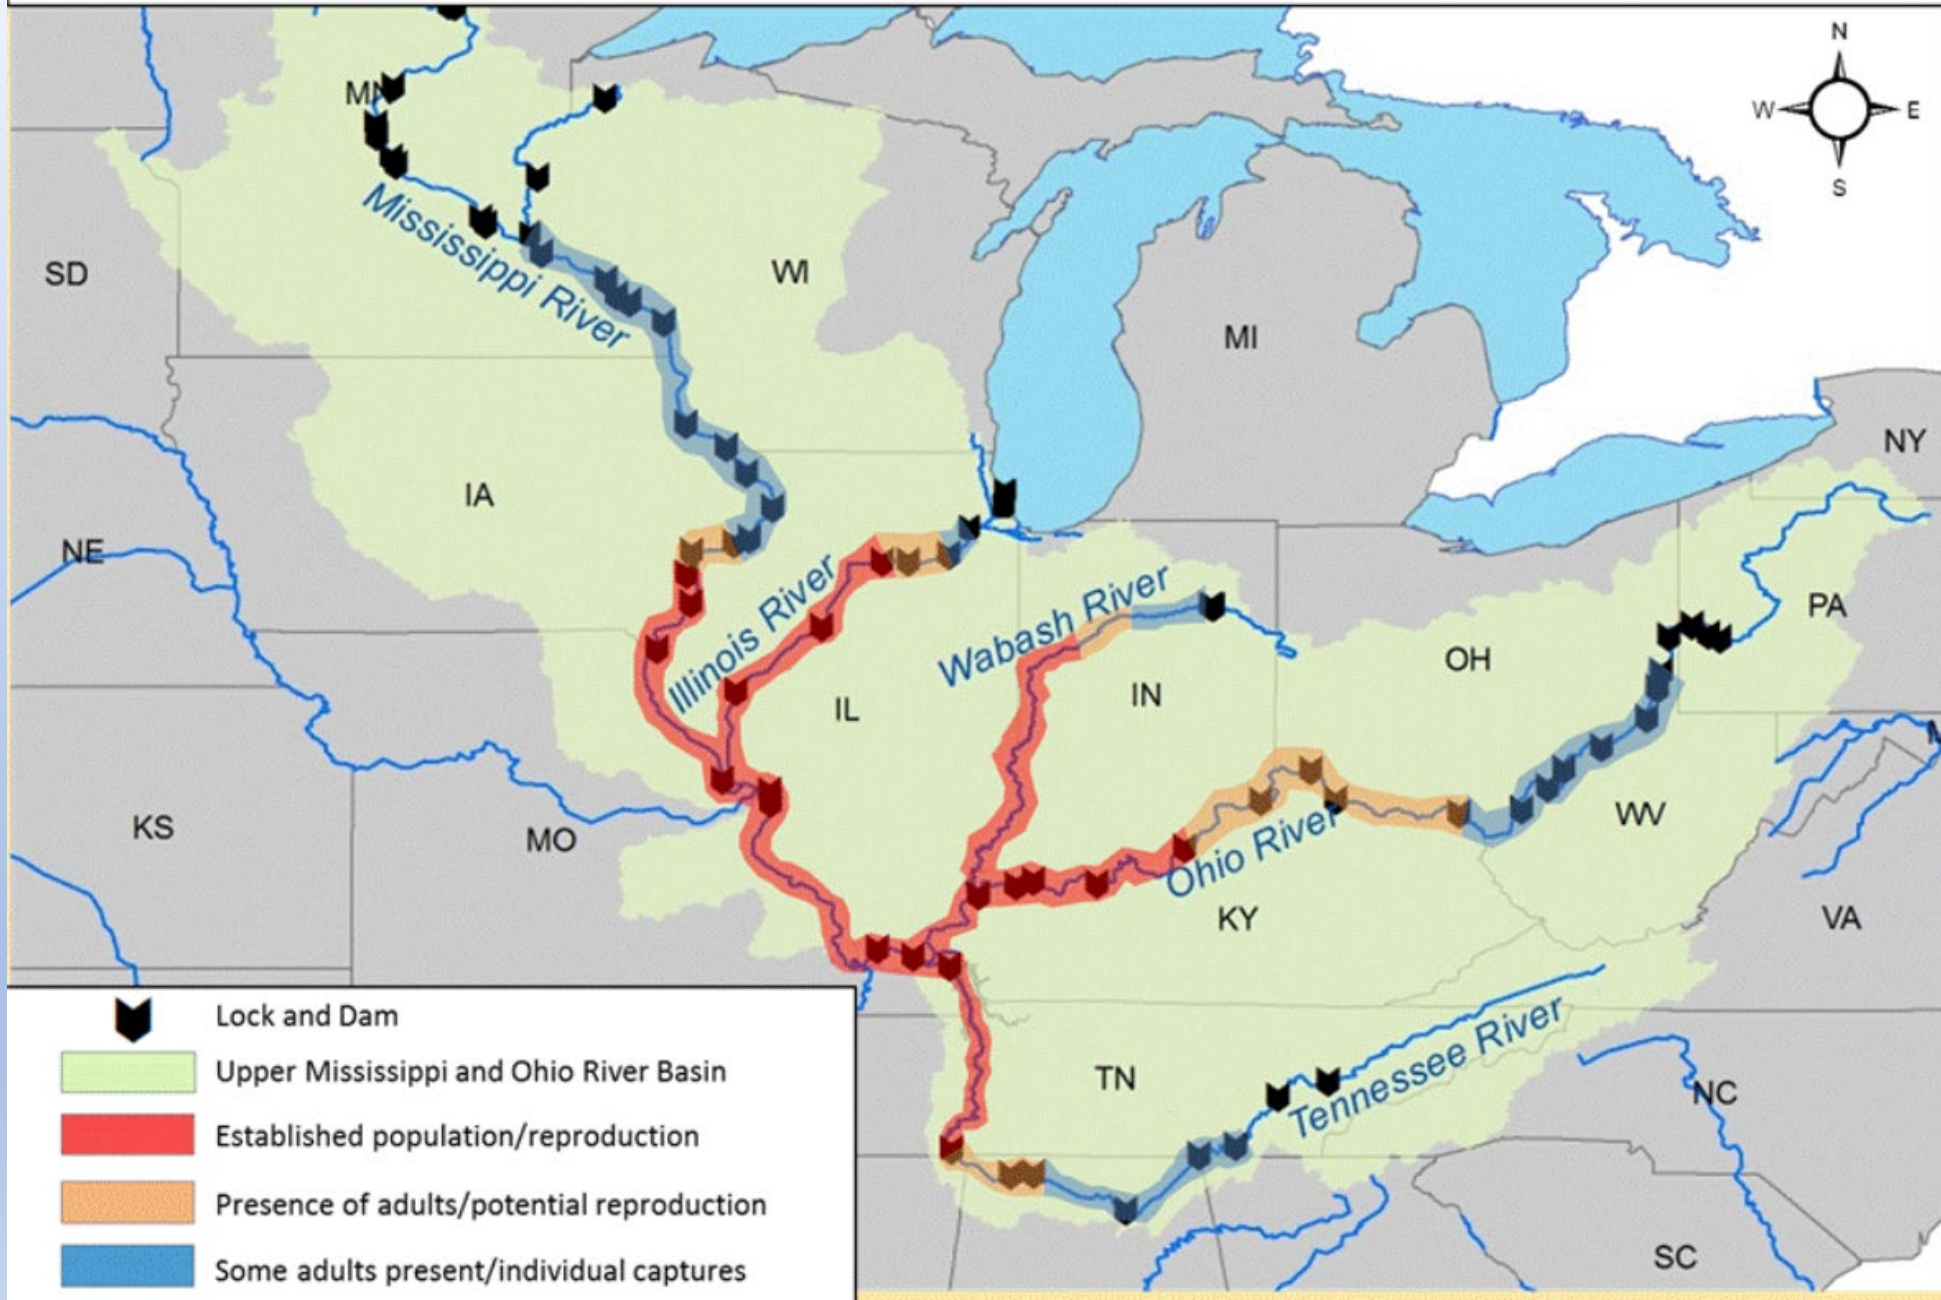 N
W
E
S
MN
SD
WI
MI
NY
IA
NE
PA
OH
IN
IL
KS
MO
WV
KY
VA
TN
NC
SC
Mississippi River
Illinois River
Wabash River
Ohio River
Tennessee River
Lock and Dam
Upper Mississippi and Ohio River Basin
Established population/reproduction
Presence of adults/potential reproduction
Some adults present/individual captures